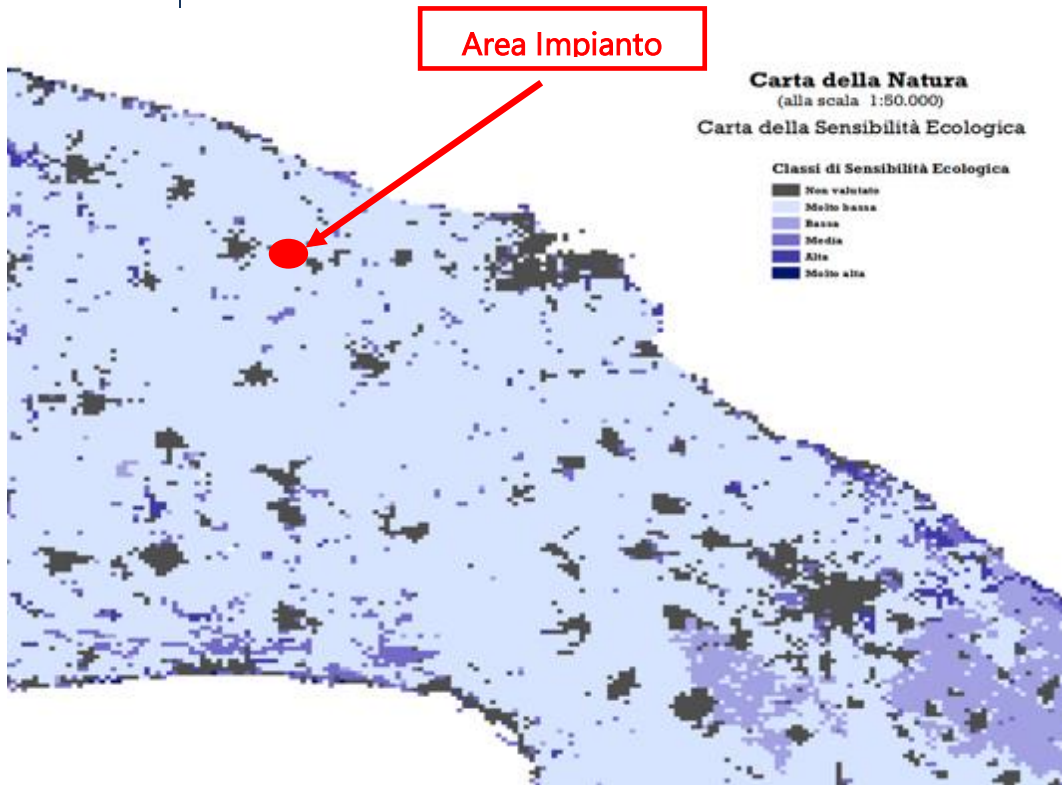 Area Impianto
Carta della Natura
(alla scala 1:50.000)
Carta della Sensibilità Ecologica
Classi di Sensibilità Ecologica
Non valutato
Molto bassa
Bassa
Media
Alta
Molto alta